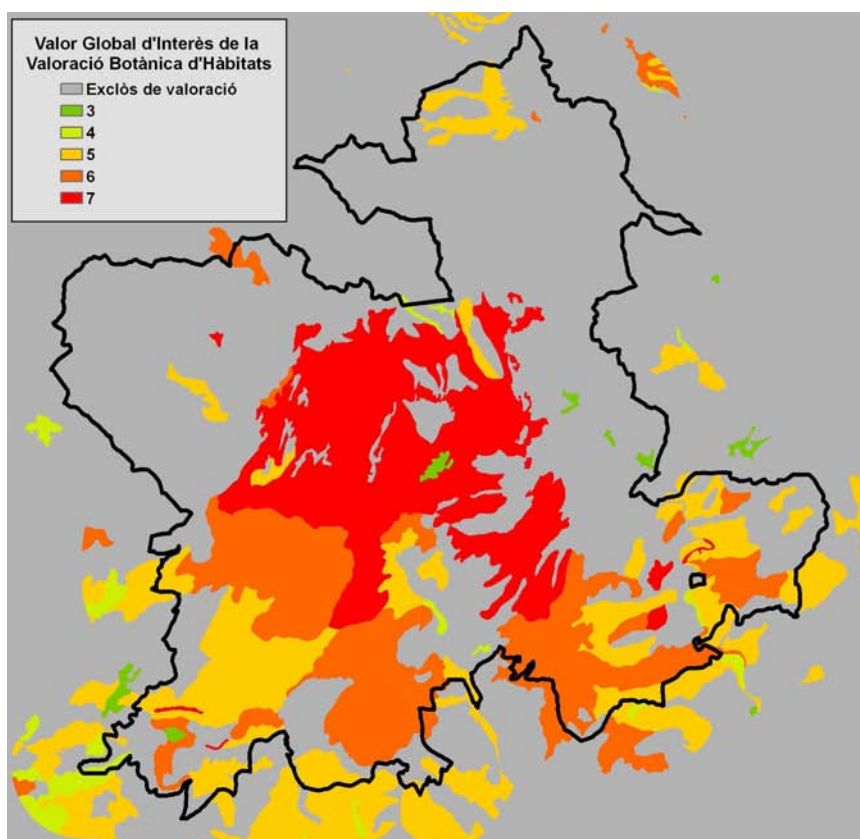 Valor Global d'Interès de la
Valoració Botànica d'Hàbitats
Exclòs de valoració
3
4
5
6
7